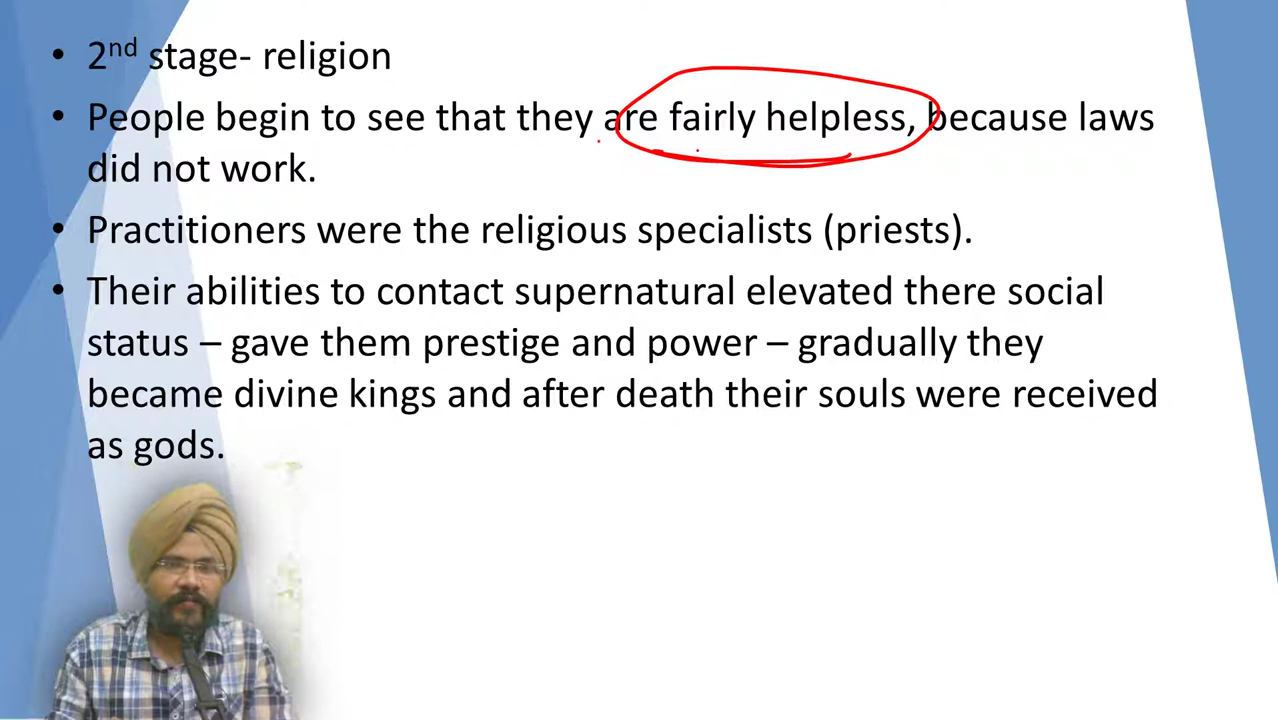 • 2nd stage- religion
• People begin to see that they are fairly helpless, because laws
did not work.
• Practitioners were the religious specialists (priests).
• Their abilities to contact supernatural elevated there social
status – gave them prestige and power – gradually they
became divine kings and after death their souls were received
as gods.